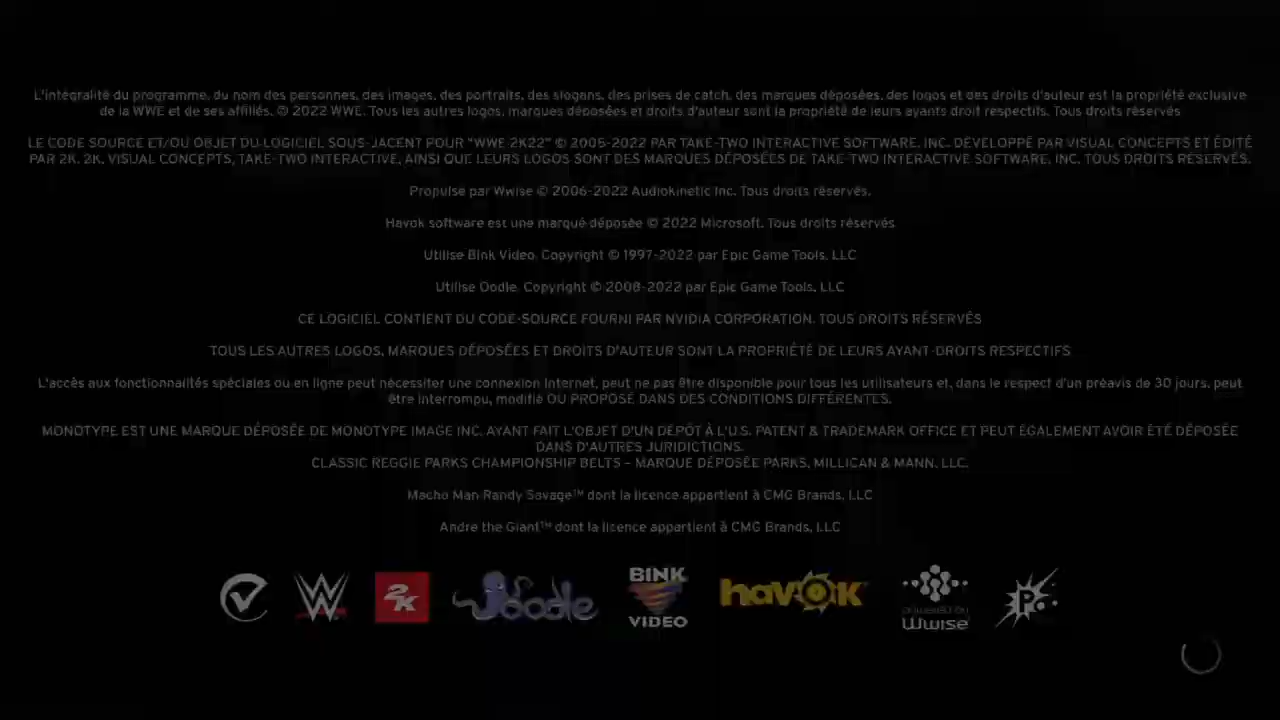 L'intégralité du programme, du nom des personnes, des images, des portraits, des slogans, des prises de catch, des marques déposées, des logos et des droits d'auteur est la propriété exclusive
de la WWE et de ses affiliés. © 2022 WWE. Tous les autres logos, marques déposées et droits d'auteur sont la propriété de leurs ayants droit respectifs. Tous droits réservés
LE CODE SOURCE ET/OU OBJET DU LOGICIEL SOUS-JACENT POUR "WWE 2K22" © 2005-2022 PAR TAKE-TWO INTERACTIVE SOFTWARE, INC. DÉVELOPPÉ PAR VISUAL CONCEPTS ET ÉDITÉ
PAR 2K. 2K, VISUAL CONCEPTS, TAKE-TWO INTERACTIVE, AINSI QUE LEURS LOGOS SONT DES MARQUES DÉPOSÉES DE TAKE-TWO INTERACTIVE SOFTWARE, INC. TOUS DROITS RÉSERVÉS.
Propulsé par Wwise © 2006-2022 Audiokinetic Inc. Tous droits réservés.
Havok software est une marque déposée © 2022 Microsoft. Tous droits réservés.
Utilise Bink Video. Copyright © 1997-2022 par Epic Game Tools, LLC
Utilise Oodle. Copyright © 2008-2022 par Epic Game Tools, LLC
CE LOGICIEL CONTIENT DU CODE-SOURCE FOURNI PAR NVIDIA CORPORATION. TOUS DROITS RÉSERVÉS
TOUS LES AUTRES LOGOS, MARQUES DÉPOSÉES ET DROITS D'AUTEUR SONT LA PROPRIÉTÉ DE LEURS AYANT-DROITS RESPECTIFS
L'accès aux fonctionnalités spéciales ou en ligne peut nécessiter une connexion Internet, peut ne pas être disponible pour tous les utilisateurs et, dans le respect d'un préavis de 30 jours, peut
être interrompu, modifié OU PROPOSÉ DANS DES CONDITIONS DIFFÉRENTES.
MONOTYPE EST UNE MARQUE DÉPOSÉE DE MONOTYPE IMAGE INC. AYANT FAIT L'OBJET D'UN DÉPÔT À L'U.S. PATENT & TRADEMARK OFFICE ET PEUT ÉGALEMENT AVOIR ÉTÉ DÉPOSÉE
DANS D'AUTRES JURIDICTIONS.
CLASSIC REGGIE PARKS CHAMPIONSHIP BELTS – MARQUE DÉPOSÉE PARKS, MILLICAN & MANN, LLC.
Macho Man Randy Savage™ dont la licence appartient à CMG Brands, LLC
Andre the Giant™ dont la licence appartient à CMG Brands, LLC
W 2K Oodle BINK VIDEO havok POWERED BY Wwise P